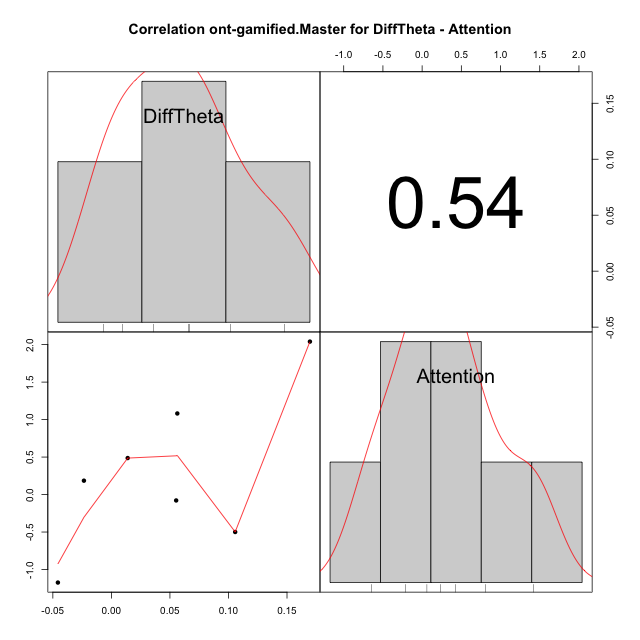 Correlation ont-gamified.Master for DiffTheta - Attention
-1.0 -0.5 0.0 0.5 1.0 1.5 2.0
DiffTheta
0.54
0.15
0.10
0.05
0.00
-0.05
2.0
1.5
1.0
0.5
0.0
-0.5
-1.0
Attention
-0.05 0.00 0.05 0.10 0.15